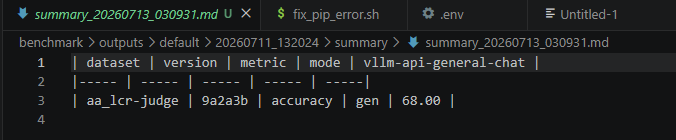 summary_20260713_030931.md U × $ fix_pip_error.sh .env Untitled-1
benchmark > outputs > default > 20260711_132024 > summary > summary_20260713_030931.md
1 | dataset | version | metric | mode | vllm-api-general-chat |
2 |----- | ----- | ----- | ----- | -----|
3 | aa_lcr-judge | 9a2a3b | accuracy | gen | 68.00 |
4